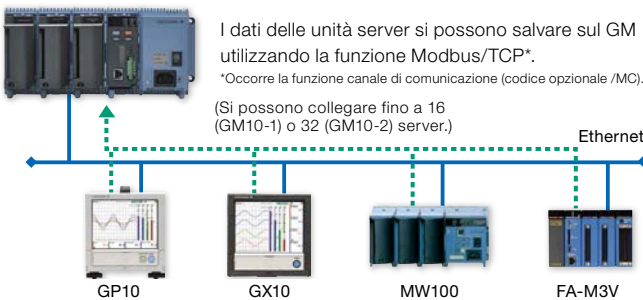 I dati delle unità server si possono salvare sul GM
utilizzando la funzione Modbus/TCP*.
*Occorre la funzione canale di comunicazione (codice opzionale /MC).
(Si possono collegare fino a 16
(GM10-1) o 32 (GM10-2) server.)
Ethernet
GP10
GX10
MW100
FA-M3V